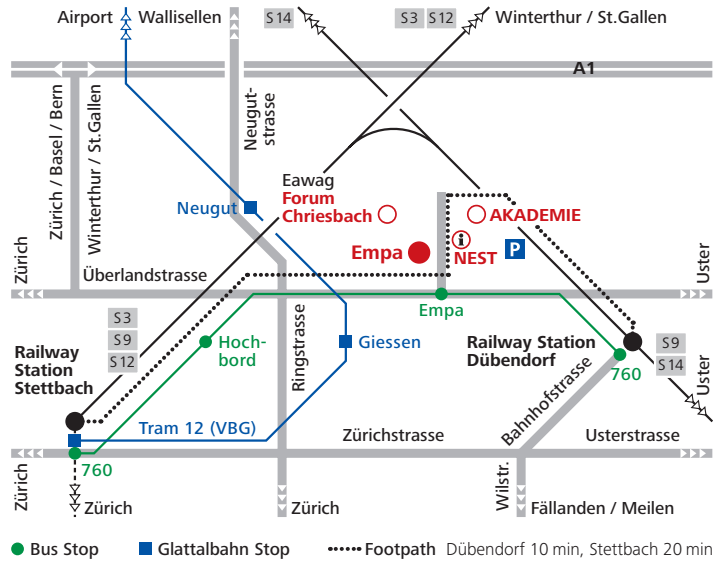 Airport
Wallisellen
S14
S3
S12
Winterthur / St.Gallen
A1
Zürich / Basel / Bern
Winterthur / St.Gallen
Neugut-
strasse
Eawag
Forum
Chriesbach
AKADEMIE
Neugut
Empa
i
NEST
P
Zürich
Überlandstrasse
Uster
Empa
S3
S9
S12
Hoch-
bord
Ringstrasse
Giessen
Railway Station
Dübendorf
S9
S14
Railway
Station
Stettbach
760
Bahnhofstrasse
Uster
Tram 12 (VBG)
Zürichstrasse
Usterstrasse
760
Zürich
Zürich
Zürich
Wilstr.
Fällanden / Meilen
Bus Stop
Glattalbahn Stop
Footpath Dübendorf 10 min, Stettbach 20 min